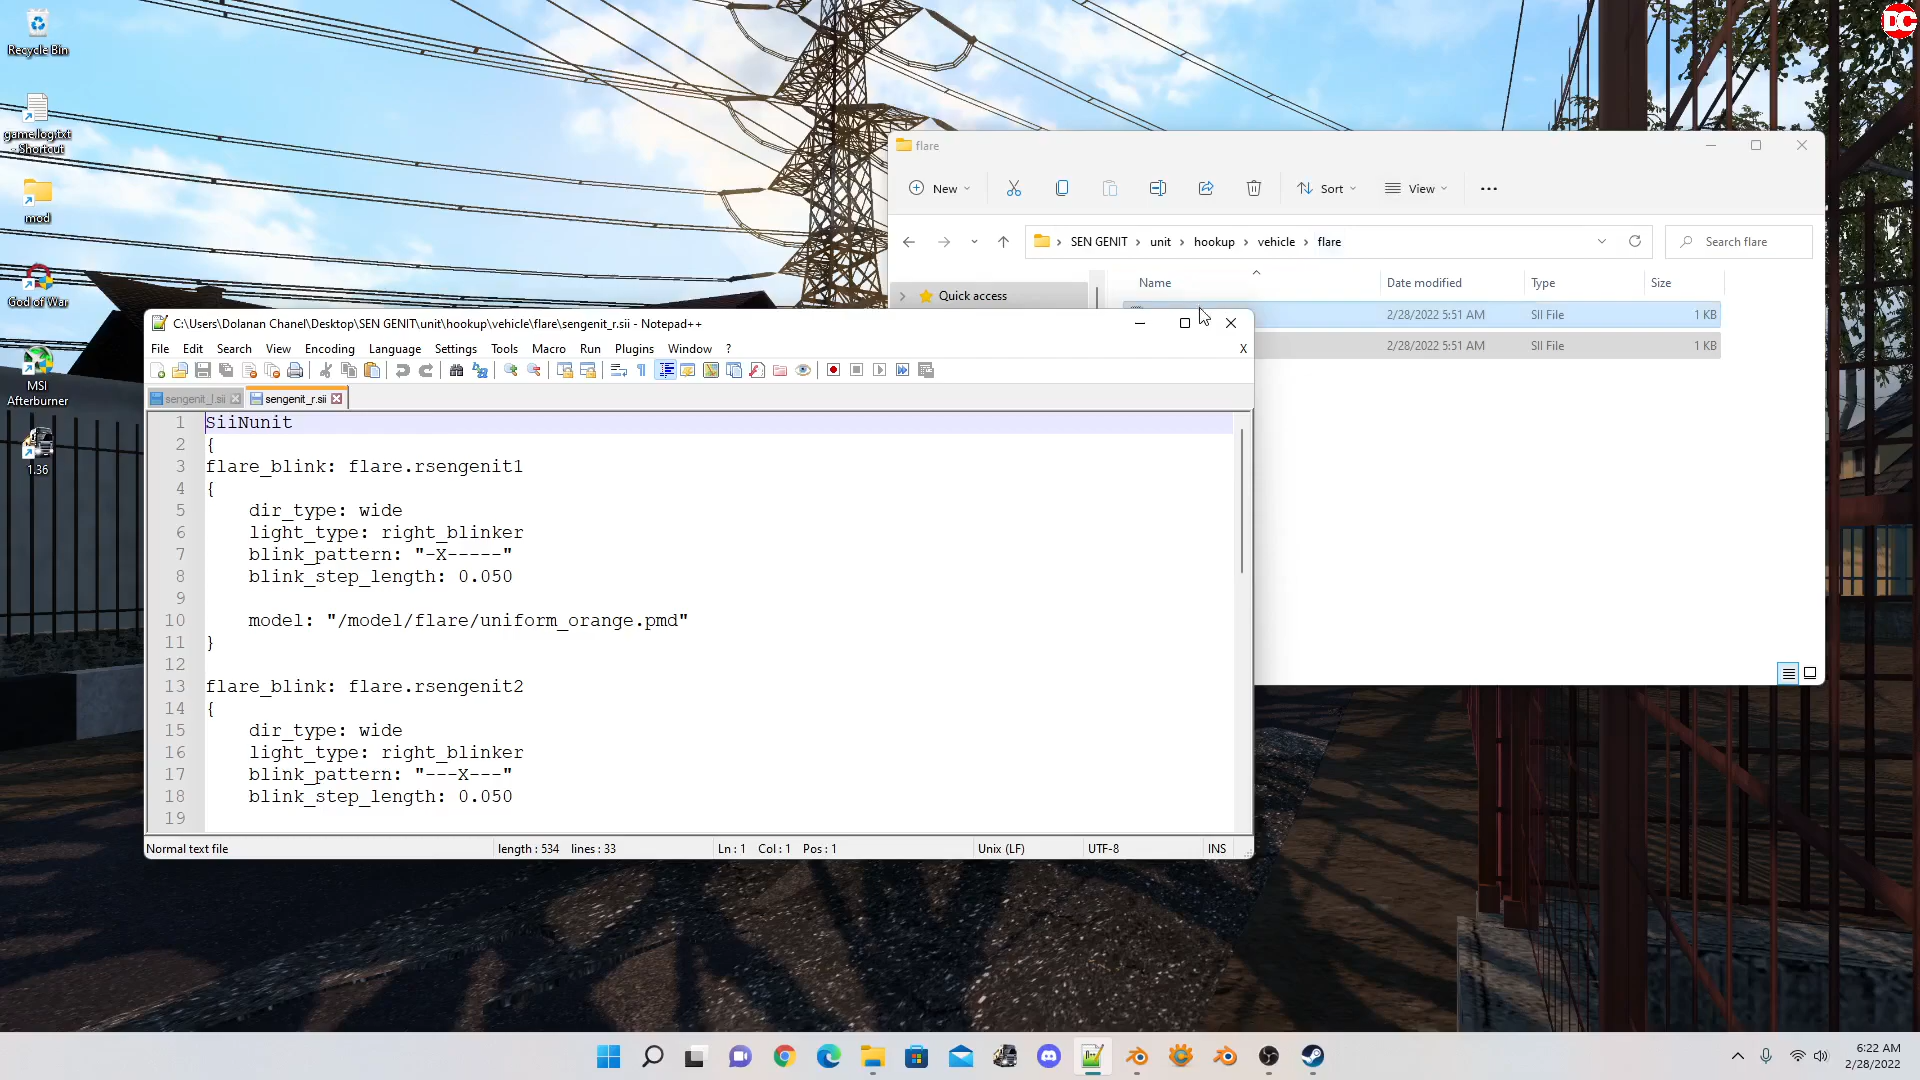 DC
Recycle Bin
game.log.txt
- Shortcut
mod
God of War
MSI
Afterburner
1.36
flare
New
Sort
View
SEN GENIT > unit > hookup > vehicle > flare
Search flare
Name
Date modified
Type
Size
Quick access
2/28/2022 5:51 AM SII File 1 KB
2/28/2022 5:51 AM SII File 1 KB
C:\Users\Dolanan Chanel\Desktop\SEN GENIT\unit\hookup\vehicle\flare\sengenit_r.sii - Notepad++
File Edit Search View Encoding Language Settings Tools Macro Run Plugins Window ? X
sengenit_l.sii sengenit_r.sii
1 SiiNunit
2 {
3 flare_blink: flare.rsengenit1
4 {
5 dir_type: wide
6 light_type: right_blinker
7 blink_pattern: "-X-----"
8 blink_step_length: 0.050
9
10 model: "/model/flare/uniform_orange.pmd"
11 }
12
13 flare_blink: flare.rsengenit2
14 {
15 dir_type: wide
16 light_type: right_blinker
17 blink_pattern: "---X---"
18 blink_step_length: 0.050
19
Normal text file length : 534 lines : 33 Ln : 1 Col : 1 Pos : 1 Unix (LF) UTF-8 INS
6:22 AM
2/28/2022